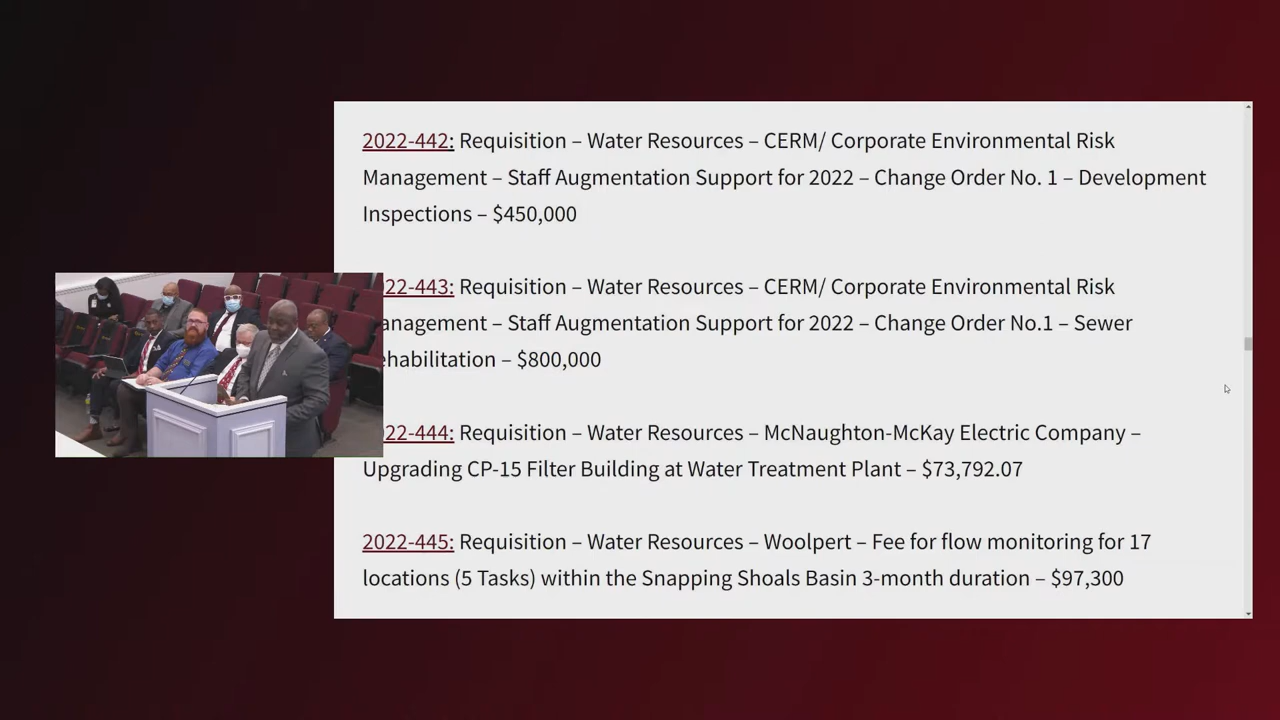 2022-442: Requisition – Water Resources – CERM/ Corporate Environmental Risk
Management – Staff Augmentation Support for 2022 – Change Order No. 1 – Development
Inspections – $450,000
22-443: Requisition – Water Resources – CERM/ Corporate Environmental Risk
anagement – Staff Augmentation Support for 2022 – Change Order No.1 – Sewer
ehabilitation – $800,000
22-444: Requisition – Water Resources – McNaughton-McKay Electric Company –
Upgrading CP-15 Filter Building at Water Treatment Plant – $73,792.07
2022-445: Requisition – Water Resources – Woolpert – Fee for flow monitoring for 17
locations (5 Tasks) within the Snapping Shoals Basin 3-month duration – $97,300